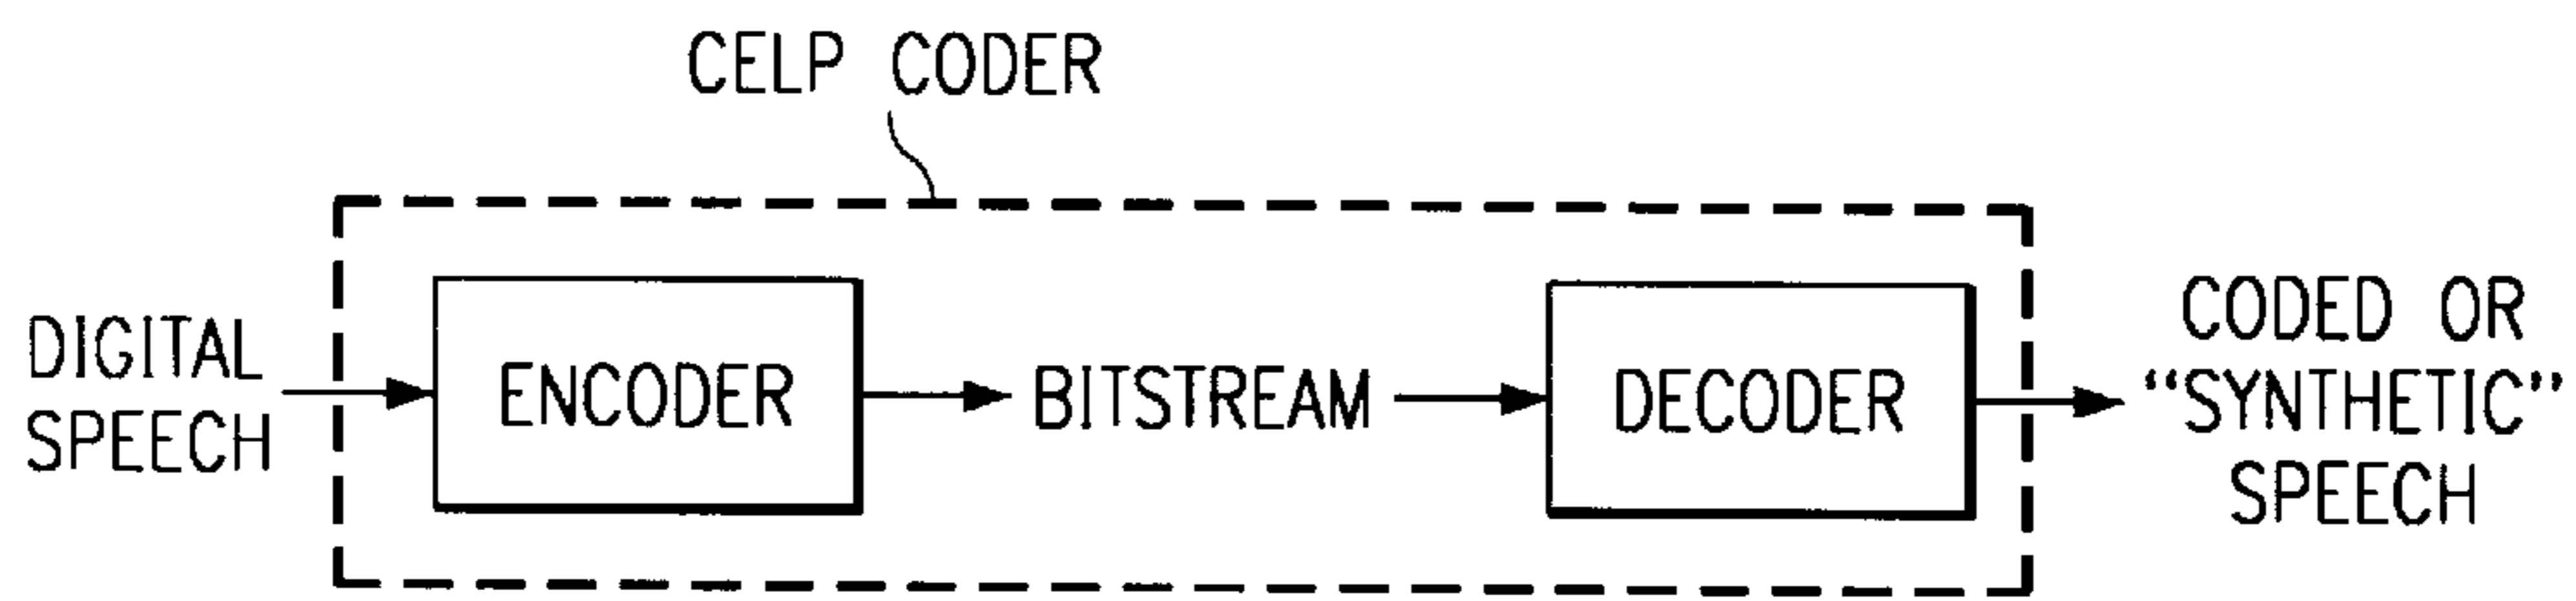 CELP CODER
DIGITAL
SPEECH
ENCODER
BITSTREAM
DECODER
CODED OR
“SYNTHETIC”
SPEECH